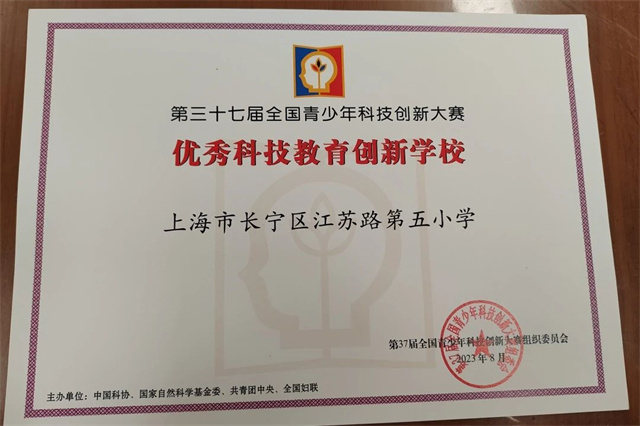 第三十七届全国青少年科技创新大赛
优秀科技教育创新学校
上海市长宁区江苏路第五小学
第37届全国青少年科技创新大赛组织委员会
2023年8月
主办单位：中国科协、国家自然科学基金委、共青团中央、全国妇联